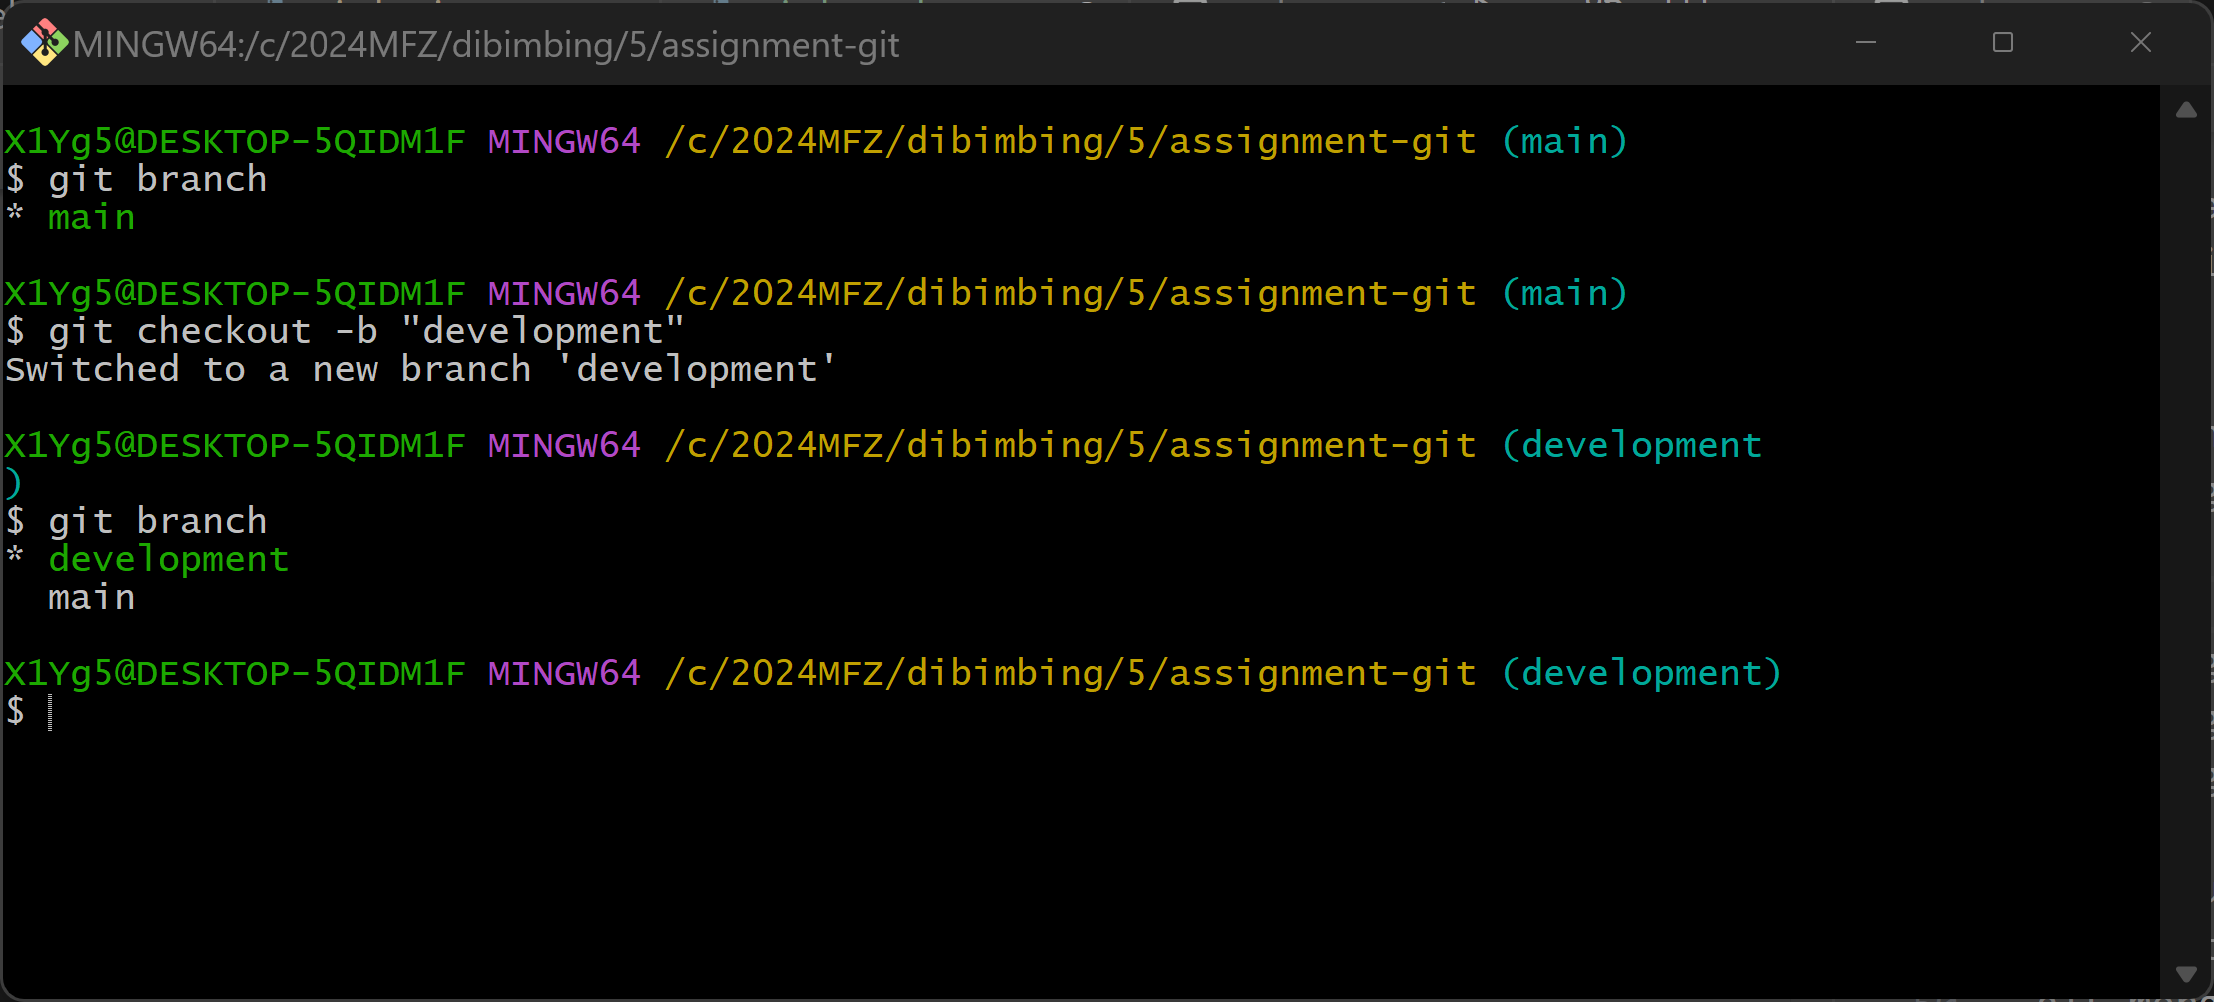 MINGW64:/c/2024MFZ/dibimbing/5/assignment-git
X1Yg5@DESKTOP-5QIDM1F MINGW64 /c/2024MFZ/dibimbing/5/assignment-git (main)
$ git branch
* main
X1Yg5@DESKTOP-5QIDM1F MINGW64 /c/2024MFZ/dibimbing/5/assignment-git (main)
$ git checkout -b "development"
Switched to a new branch 'development'
X1Yg5@DESKTOP-5QIDM1F MINGW64 /c/2024MFZ/dibimbing/5/assignment-git (development
)
$ git branch
* development
  main
X1Yg5@DESKTOP-5QIDM1F MINGW64 /c/2024MFZ/dibimbing/5/assignment-git (development)
$